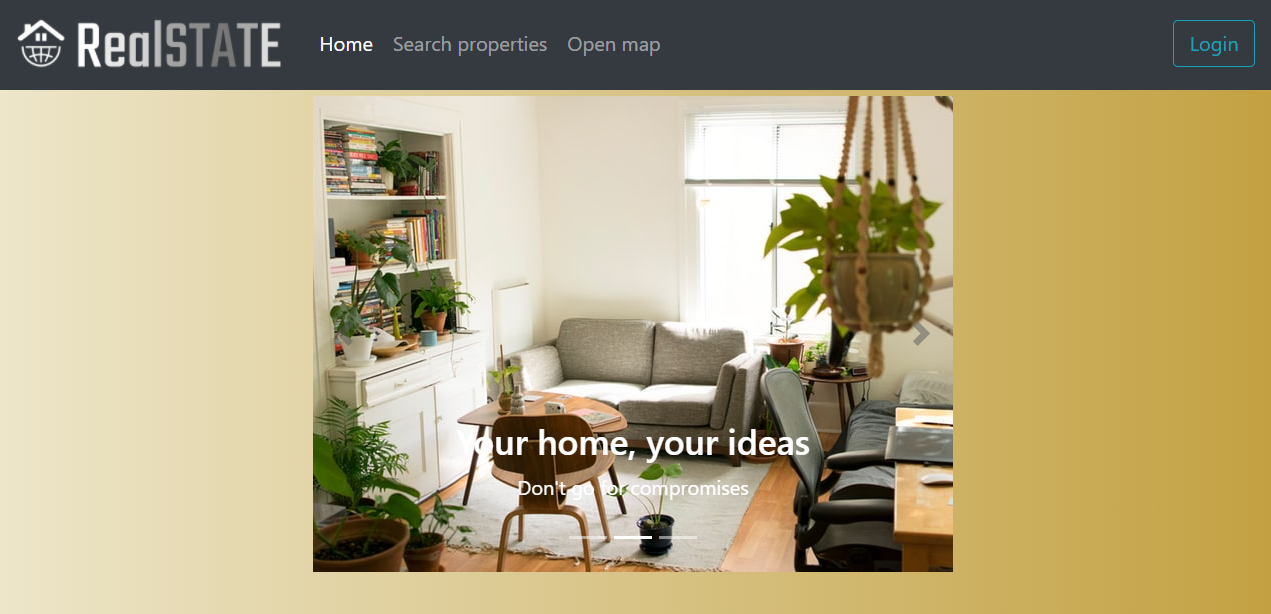 RealSTATE
Home
Search properties
Open map
Login
Your home, your ideas
Don't go for compromises